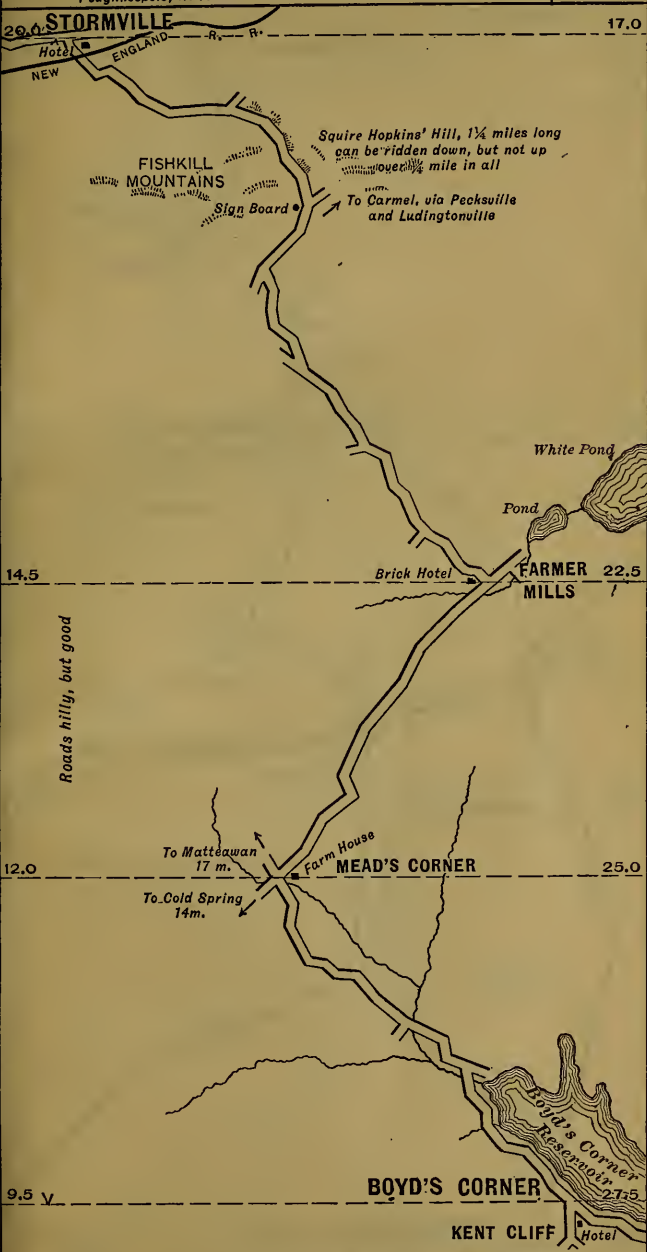 20.0 STORMVILLE 17.0
Hotel
NEW ENGLAND R. R.
Squire Hopkins' Hill, 1¼ miles long
can be ridden down, but not up
over ¼ mile in all
FISHKILL
MOUNTAINS
Sign Board
To Carmel, via Pecksville
and Ludingtonville
White Pond
Pond
14.5 Brick Hotel FARMER 22.5
MILLS
Roads hilly, but good
To Matteawan
17 m.
Farm House
12.0 MEAD'S CORNER 25.0
To Cold Spring
14m.
Boyd's Corner
Reservoir
9.5 BOYD'S CORNER 27.5
KENT CLIFF Hotel